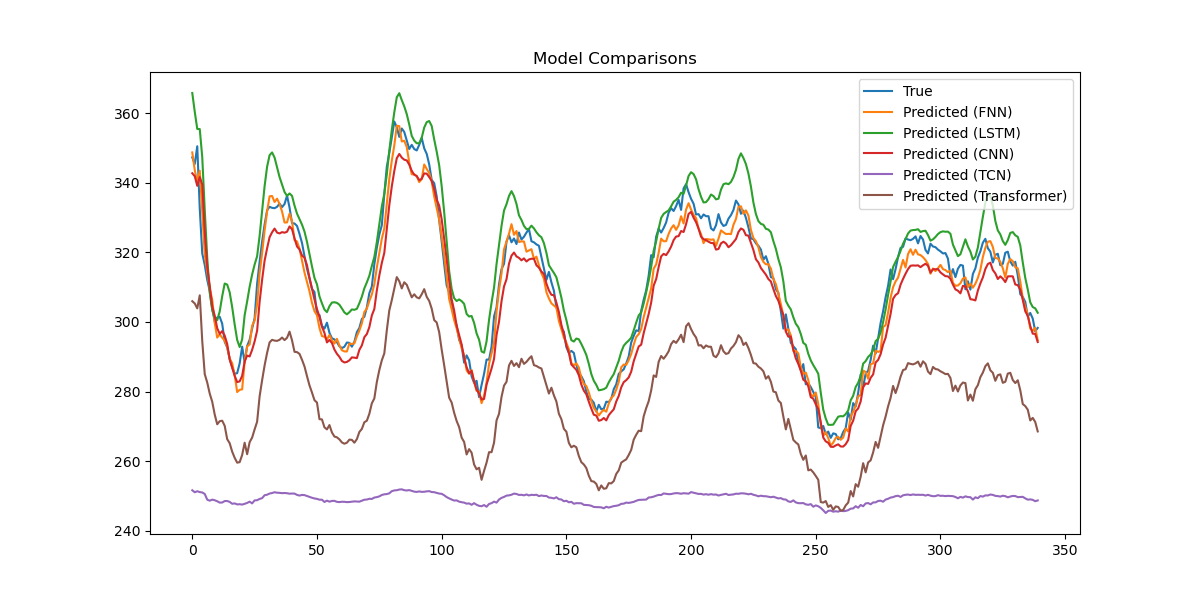 Model Comparisons
True
Predicted (FNN)
Predicted (LSTM)
Predicted (CNN)
Predicted (TCN)
Predicted (Transformer)
360
340
320
300
280
260
240
0 50 100 150 200 250 300 350